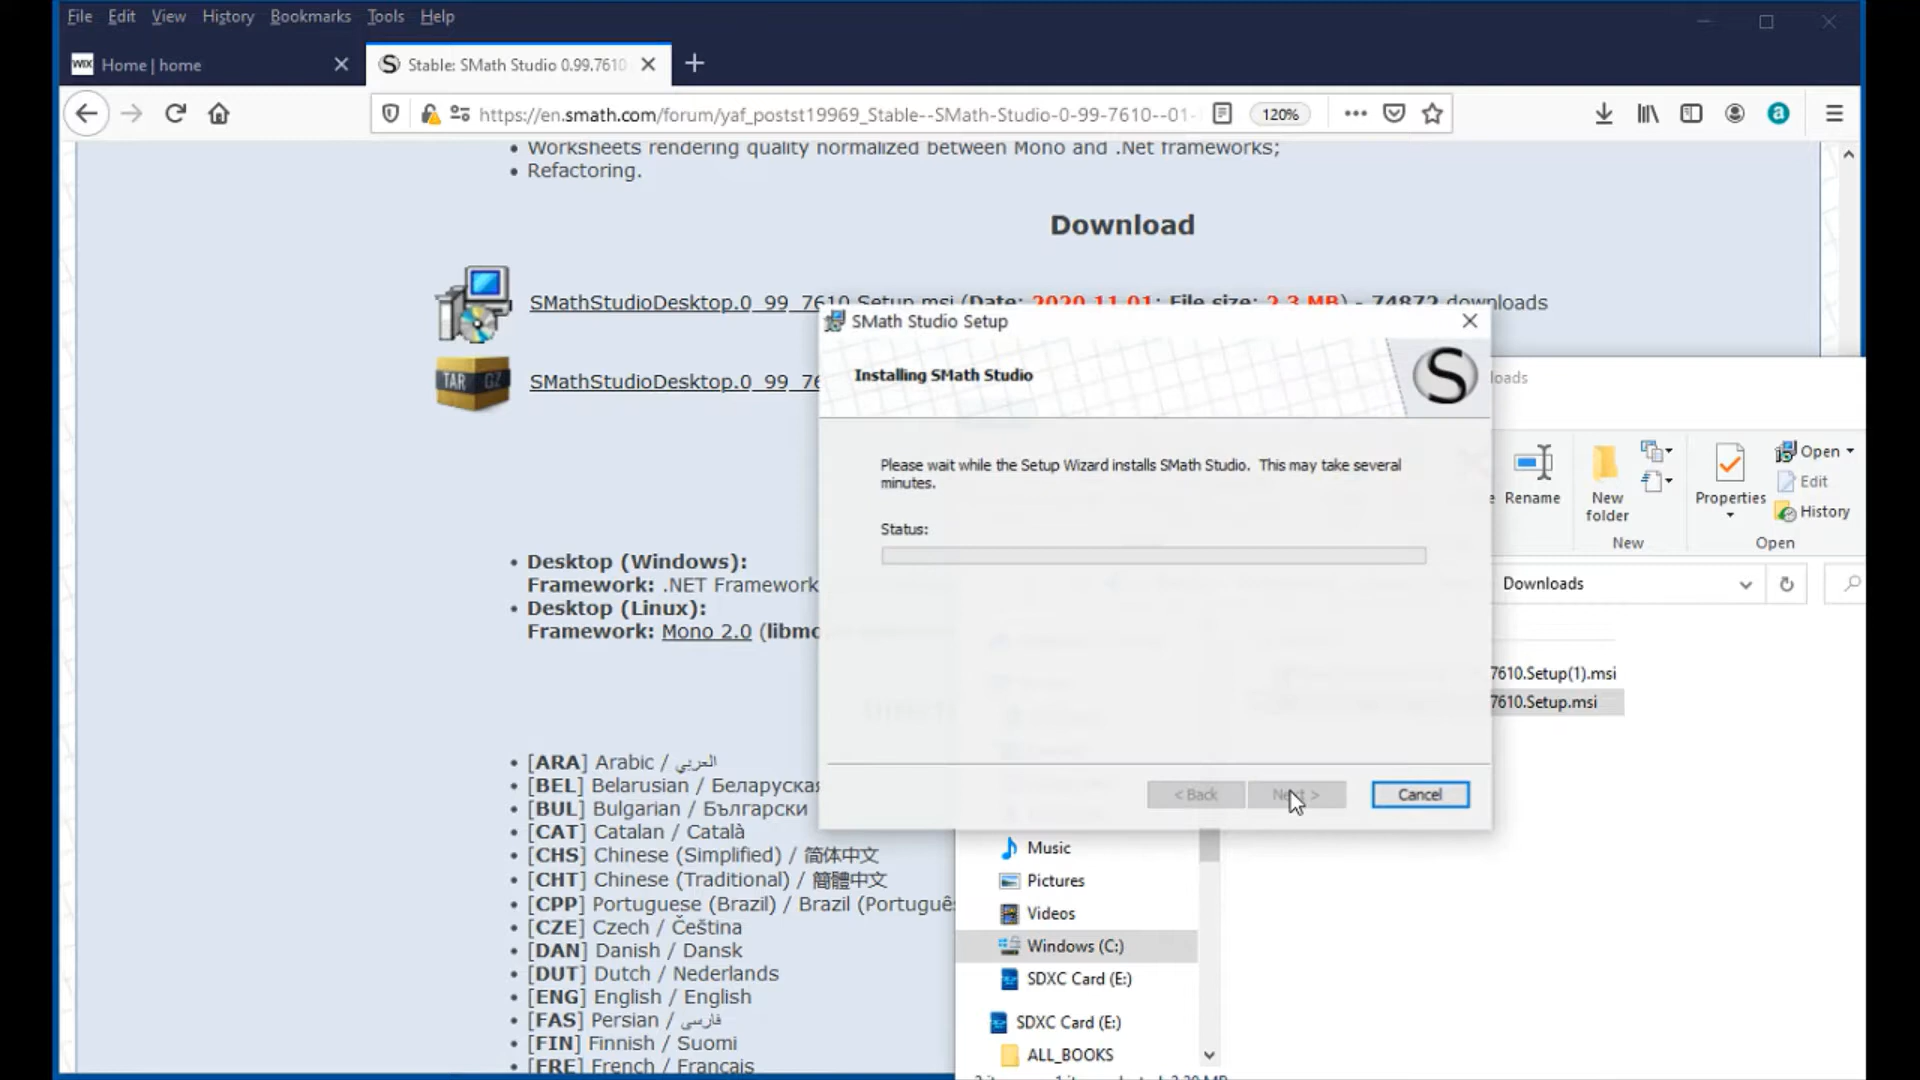 File Edit View History Bookmarks Tools Help
WIX Home | home
S Stable: SMath Studio 0.99.7610
https://en.smath.com/forum/yaf_postst19969_Stable--SMath-Studio-0-99-7610--01- 120%
• Worksheets rendering quality normalized between Mono and .Net frameworks;
• Refactoring.
Download
SMathStudioDesktop.0_99_7610.Setup.msi (Date: 2020-11-01; File size: 2.3 MB) - 74872 downloads
TAR GZ
SMathStudioDesktop.0_99_76
SMath Studio Setup
Installing SMath Studio
S
Please wait while the Setup Wizard installs SMath Studio. This may take several
minutes.
Status:
< Back Next > Cancel
• Desktop (Windows):
Framework: .NET Framework
• Desktop (Linux):
Framework: Mono 2.0
• [ARA] Arabic / العربي
• [BEL] Belarusian / Беларуская
• [BUL] Bulgarian / Български
• [CAT] Catalan / Català
• [CHS] Chinese (Simplified) / 简体中文
• [CHT] Chinese (Traditional) / 簡體中文
• [CPP] Portuguese (Brazil) / Brazil (Portuguê
• [CZE] Czech / Čeština
• [DAN] Danish / Dansk
• [DUT] Dutch / Nederlands
• [ENG] English / English
• [FAS] Persian / فارسی
• [FIN] Finnish / Suomi
• [FRE] French / Français
loads
Rename
New
folder
New
Properties
Open
Edit
History
Open
Downloads
7610.Setup(1).msi
7610.Setup.msi
Music
Pictures
Videos
Windows (C:)
SDXC Card (E:)
SDXC Card (E:)
ALL_BOOKS